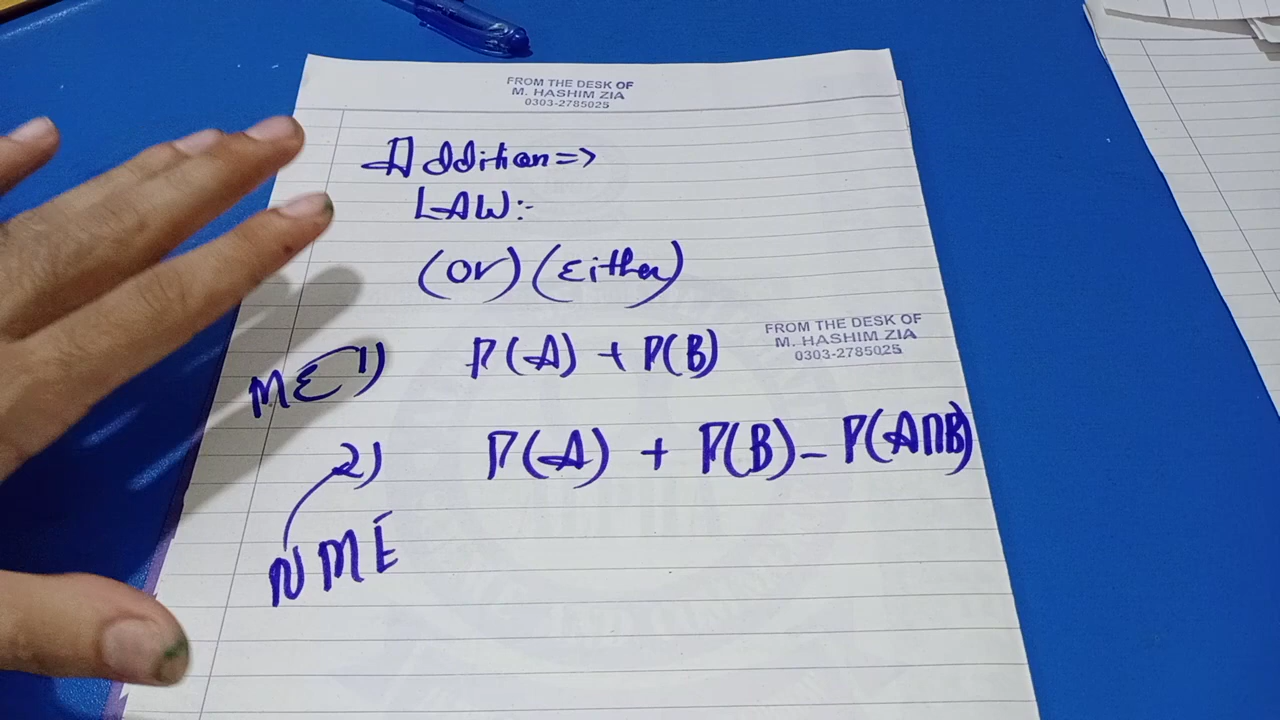 FROM THE DESK OF
M. HASHIM ZIA
0303-2785025
Addition=>
LAW:-
(or) (Either)
ME 1) P(A) + P(B)
FROM THE DESK OF
M. HASHIM ZIA
0303-2785025
2) P(A) + P(B) - P(A∩B)
NME